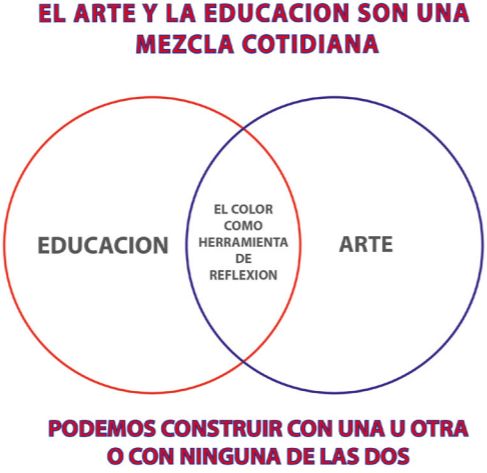 EL ARTE Y LA EDUCACION SON UNA
MEZCLA COTIDIANA
EDUCACION
EL COLOR
COMO
HERRAMIENTA
DE
REFLEXION
ARTE
PODEMOS CONSTRUIR CON UNA U OTRA
O CON NINGUNA DE LAS DOS